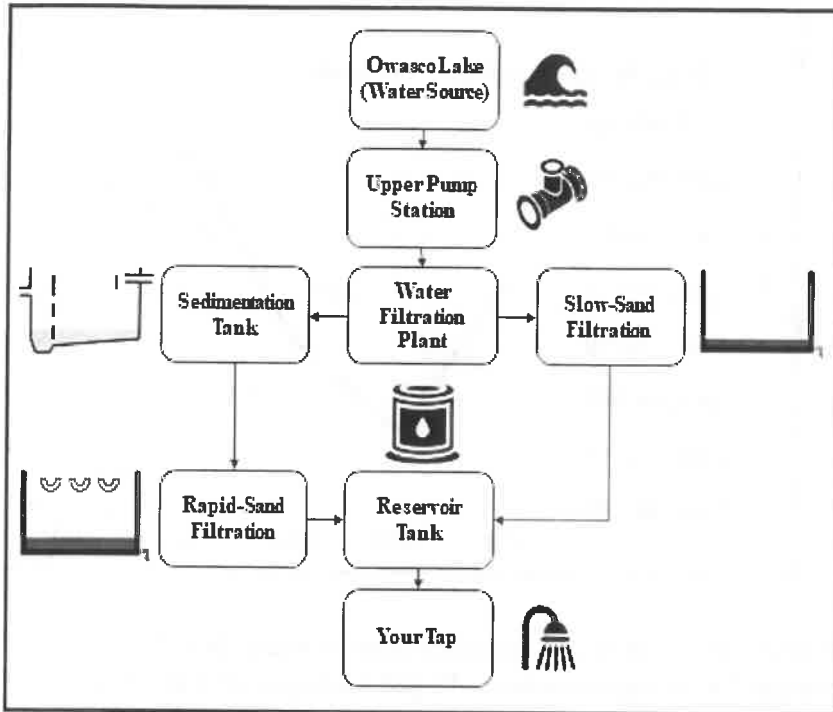 Owasco Lake
(Water Source)
Upper Pump
Station
Sedimentation
Tank
Water
Filtration
Plant
Slow-Sand
Filtration
Rapid-Sand
Filtration
Reservoir
Tank
Your Tap